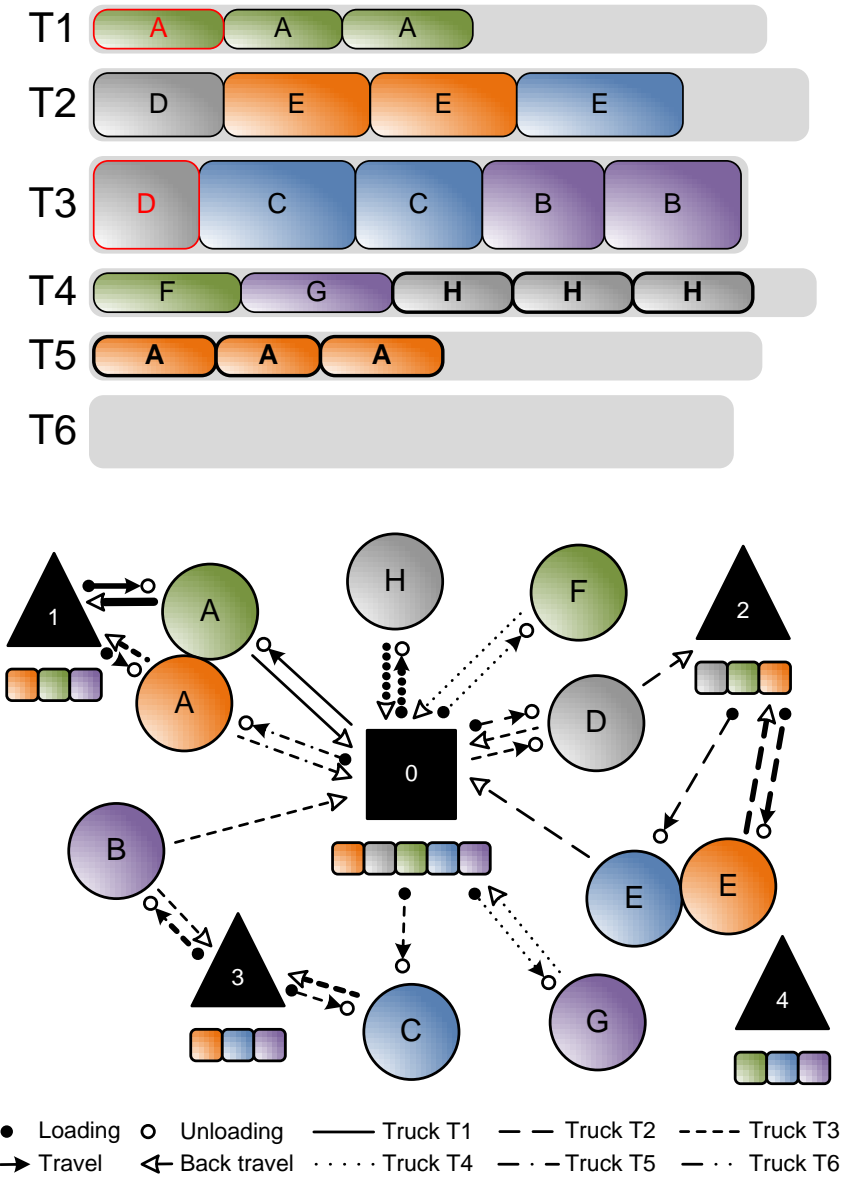 T1 A A A
T2 D E E E
T3 D C C B B
T4 F G H H H
T5 A A A
T6
H
F
1
A
2
A
D
0
B
E
E
3
4
C
G
Loading Unloading Truck T1 Truck T2 Truck T3
Travel Back travel Truck T4 Truck T5 Truck T6